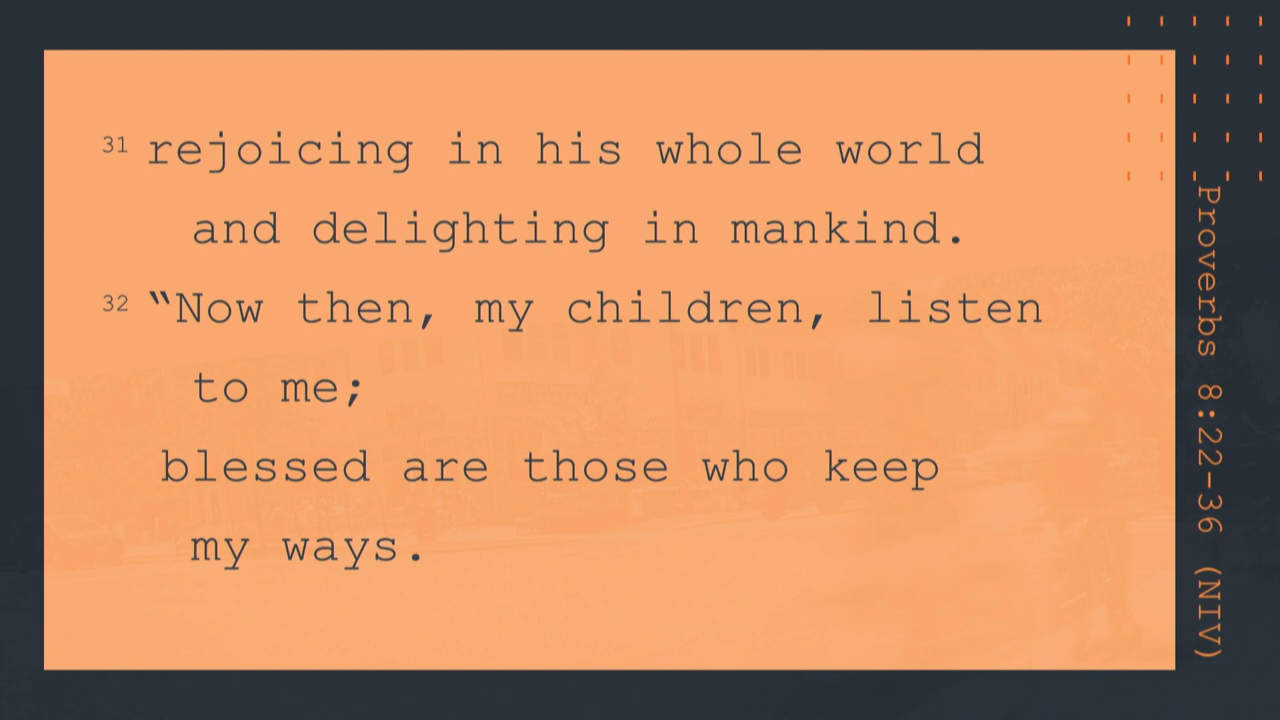 31 rejoicing in his whole world
and delighting in mankind.
32 “Now then, my children, listen
to me;
blessed are those who keep
my ways.
Proverbs 8:22-36 (NIV)